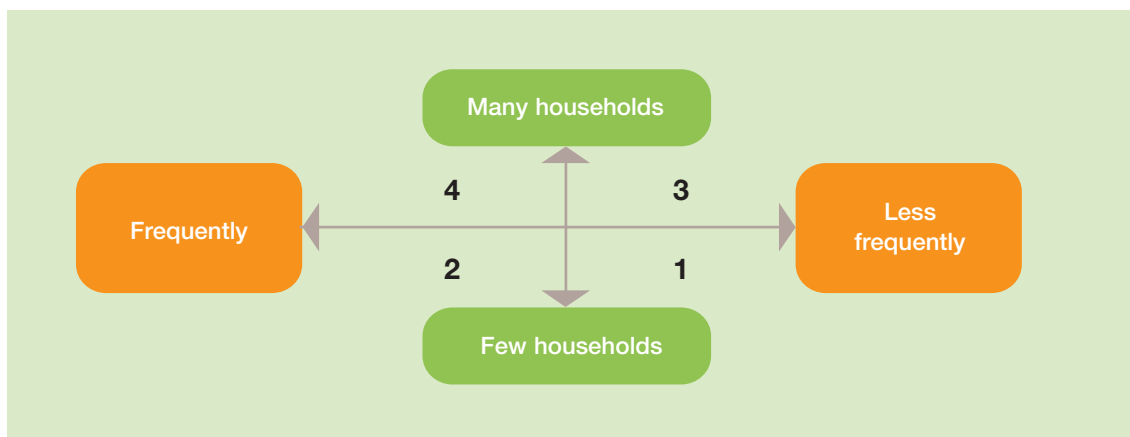 Many households
4
3
Frequently
Less
frequently
2
1
Few households